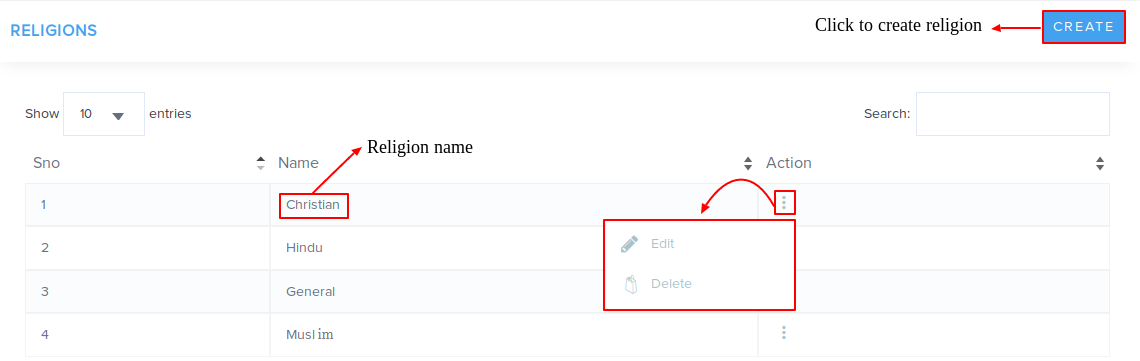 RELIGIONS
Click to create religion
CREATE
Show 10 entries
Search:
Religion name
Sno Name Action
1 Christian
Edit
2 Hindu
Delete
3 General
4 Muslim